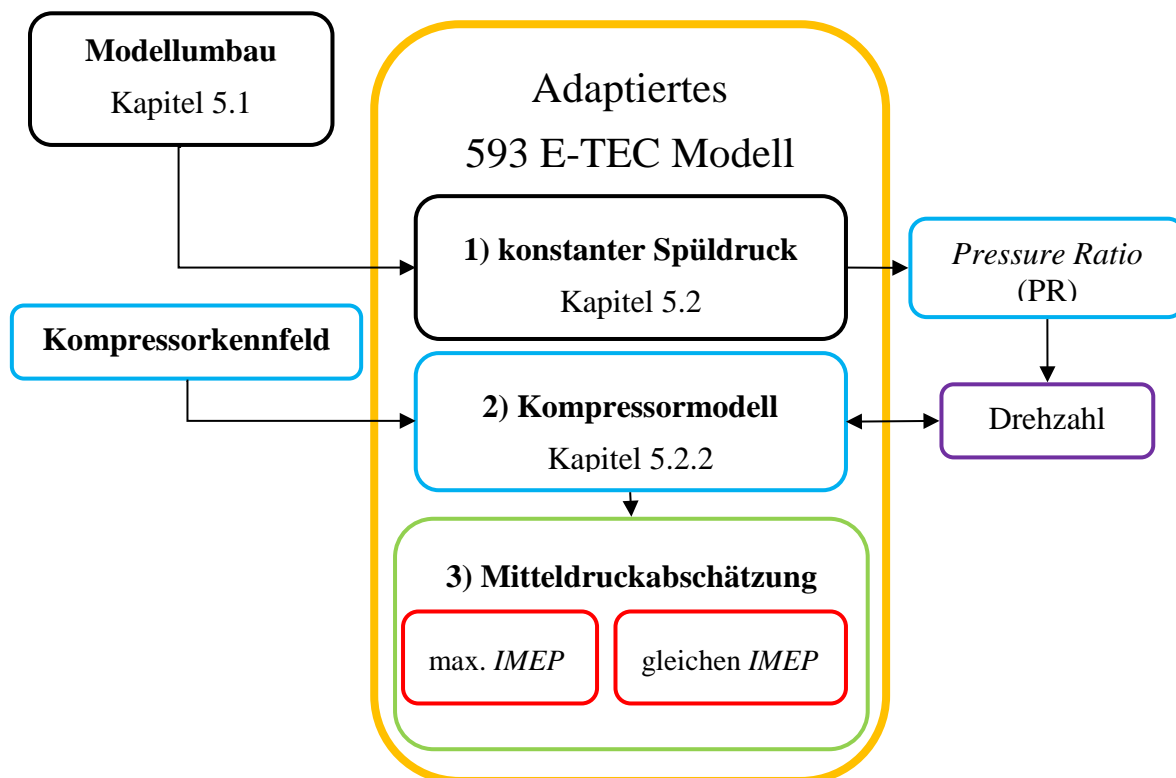 Modellumbau
Kapitel 5.1
Adaptiertes
593 E-TEC Modell
1) konstanter Spüldruck
Kapitel 5.2
Pressure Ratio
(PR)
Kompressorkennfeld
2) Kompressormodell
Kapitel 5.2.2
Drehzahl
3) Mitteldruckabschätzung
max. IMEP
gleichen IMEP